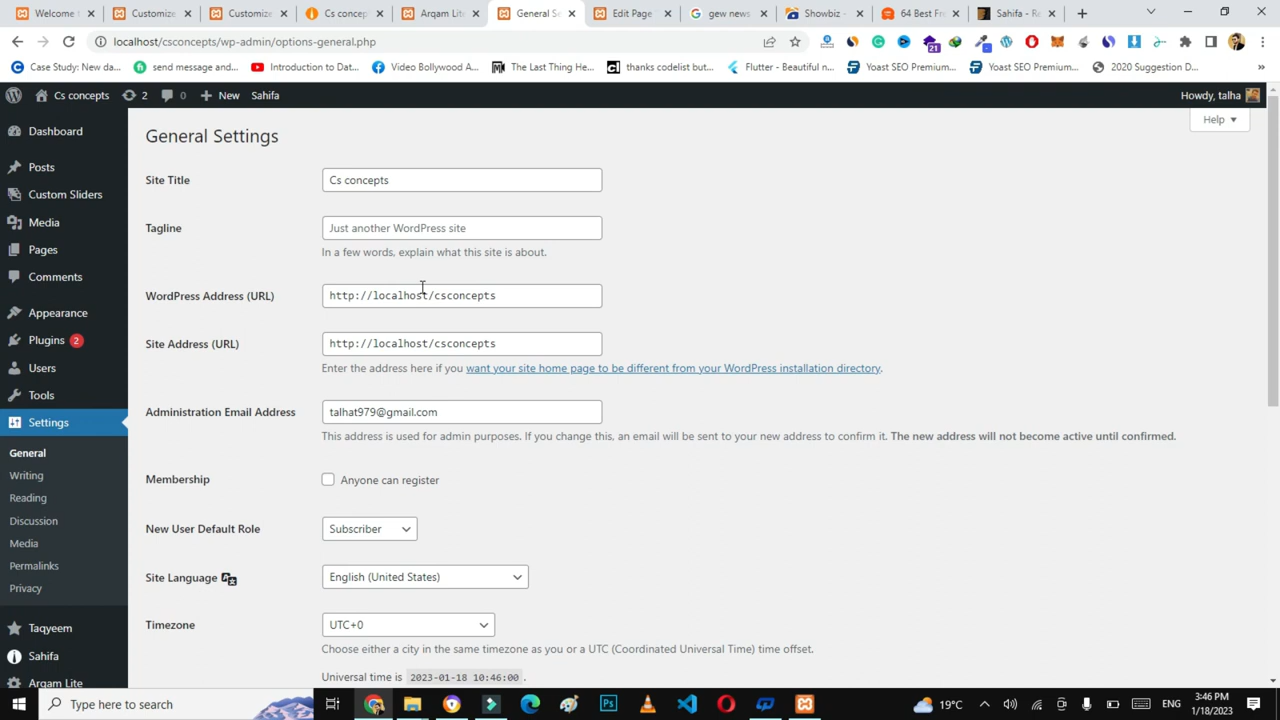 Welcome t
Customize
Customize
Cs concep
Arqam Lite
General Se
Edit Page
gew news
Showbiz –
64 Best Fre
Sahifa - Re
localhost/csconcepts/wp-admin/options-general.php
21
Case Study: New da...
send message and...
Introduction to Dat...
Video Bollywood A...
The Last Thing He...
thanks codelist but...
Flutter - Beautiful n...
Yoast SEO Premium...
Yoast SEO Premium...
2020 Suggestion D...
Cs concepts
2
0
New
Sahifa
Howdy, talha
Help
Dashboard
Posts
Custom Sliders
Media
Pages
Comments
Appearance
Plugins 2
Users
Tools
Settings
General
Writing
Reading
Discussion
Media
Permalinks
Privacy
Taqyeem
Sahifa
Arqam Lite
General Settings
Site Title
Cs concepts
Tagline
Just another WordPress site
In a few words, explain what this site is about.
WordPress Address (URL)
http://localhost/csconcepts
Site Address (URL)
http://localhost/csconcepts
Enter the address here if you want your site home page to be different from your WordPress installation directory.
Administration Email Address
talhat979@gmail.com
This address is used for admin purposes. If you change this, an email will be sent to your new address to confirm it. The new address will not become active until confirmed.
Membership
Anyone can register
New User Default Role
Subscriber
Site Language
English (United States)
Timezone
UTC+0
Choose either a city in the same timezone as you or a UTC (Coordinated Universal Time) time offset.
Universal time is 2023-01-18 10:46:00 .
Type here to search
Ps
19°C
ENG
3:46 PM
1/18/2023